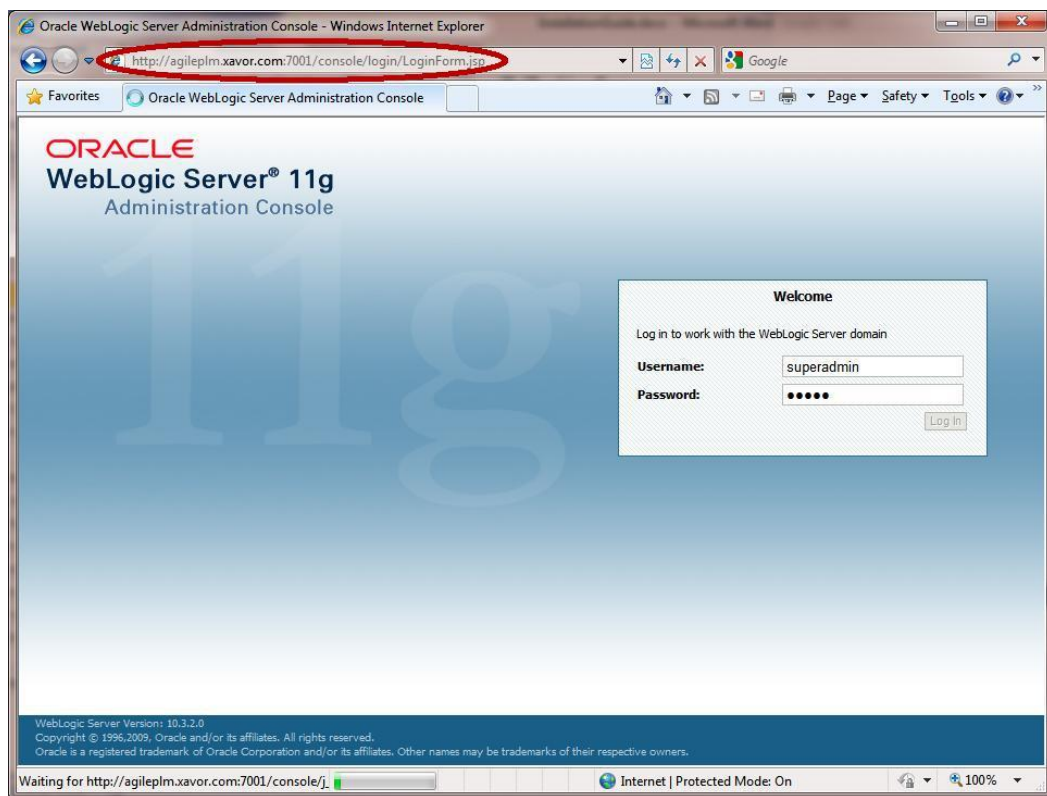 Oracle WebLogic Server Administration Console - Windows Internet Explorer
http://agileplm.xavor.com:7001/console/login/LoginForm.jsp
Google
Favorites
Oracle WebLogic Server Administration Console
Page
Safety
Tools
ORACLE
WebLogic Server® 11g
Administration Console
11g
Welcome
Log in to work with the WebLogic Server domain
Username: superadmin
Password: •••••
Log In
WebLogic Server Version: 10.3.2.0
Copyright © 1996,2009, Oracle and/or its affiliates. All rights reserved.
Oracle is a registered trademark of Oracle Corporation and/or its affiliates. Other names may be trademarks of their respective owners.
Waiting for http://agileplm.xavor.com:7001/console/j_
Internet | Protected Mode: On
100%